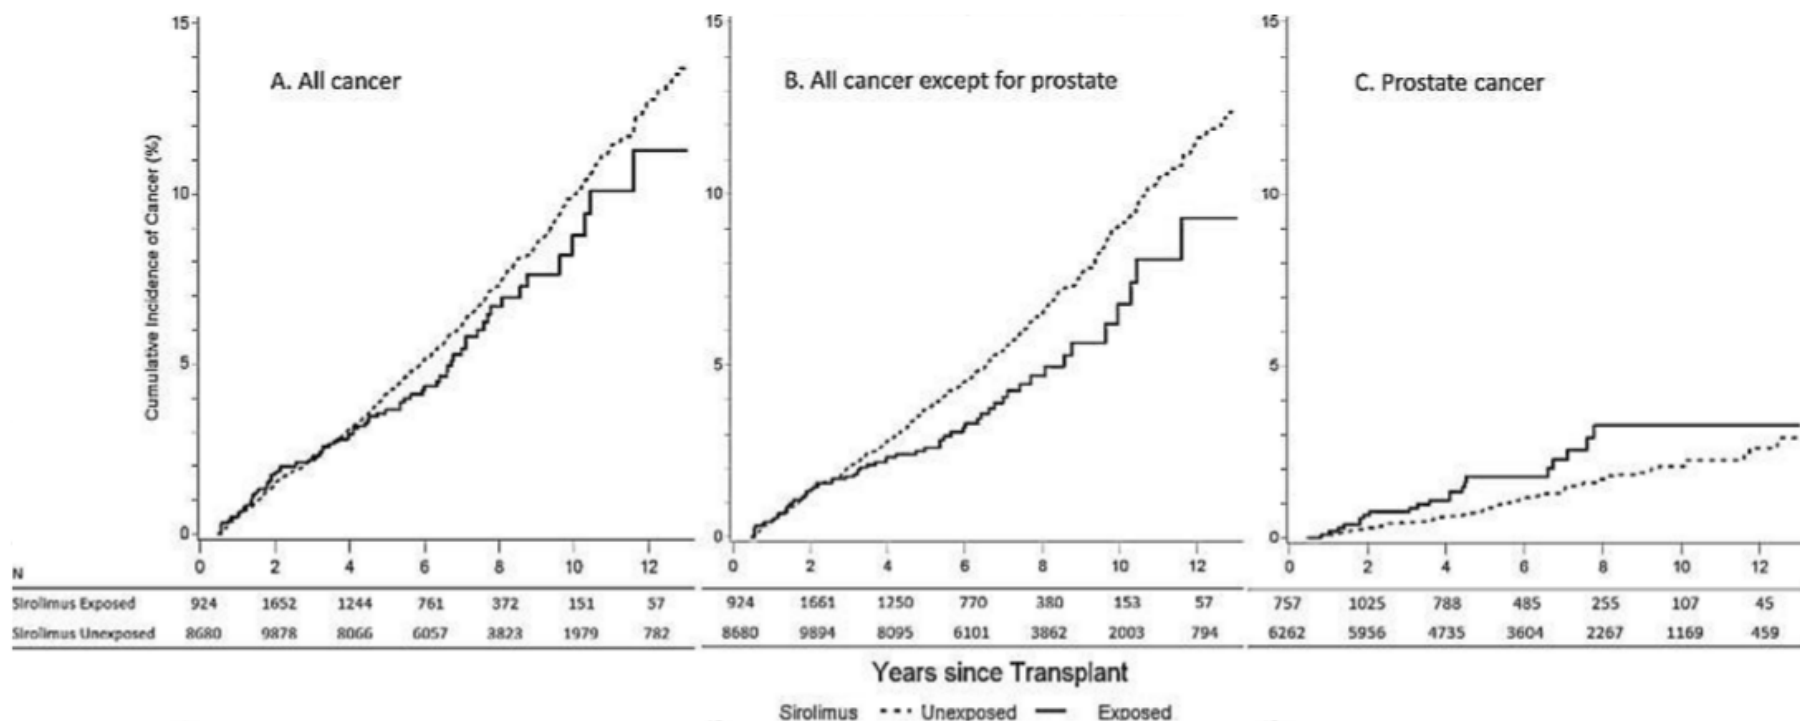 15 15 15
A. All cancer B. All cancer except for prostate C. Prostate cancer
Cumulative Incidence of Cancer (%)
10 10 10
5 5 5
0 0 0
0 2 4 6 8 10 12 0 2 4 6 8 10 12 0 2 4 6 8 10 12
N
Sirolimus Exposed 924 1652 1244 761 372 151 57 924 1661 1250 770 380 153 57 757 1025 788 485 255 107 45
Sirolimus Unexposed 8680 9878 8066 6057 3823 1979 782 8680 9894 8095 6101 3862 2003 794 6262 5956 4735 3604 2267 1169 459
Years since Transplant
Sirolimus Unexposed Exposed